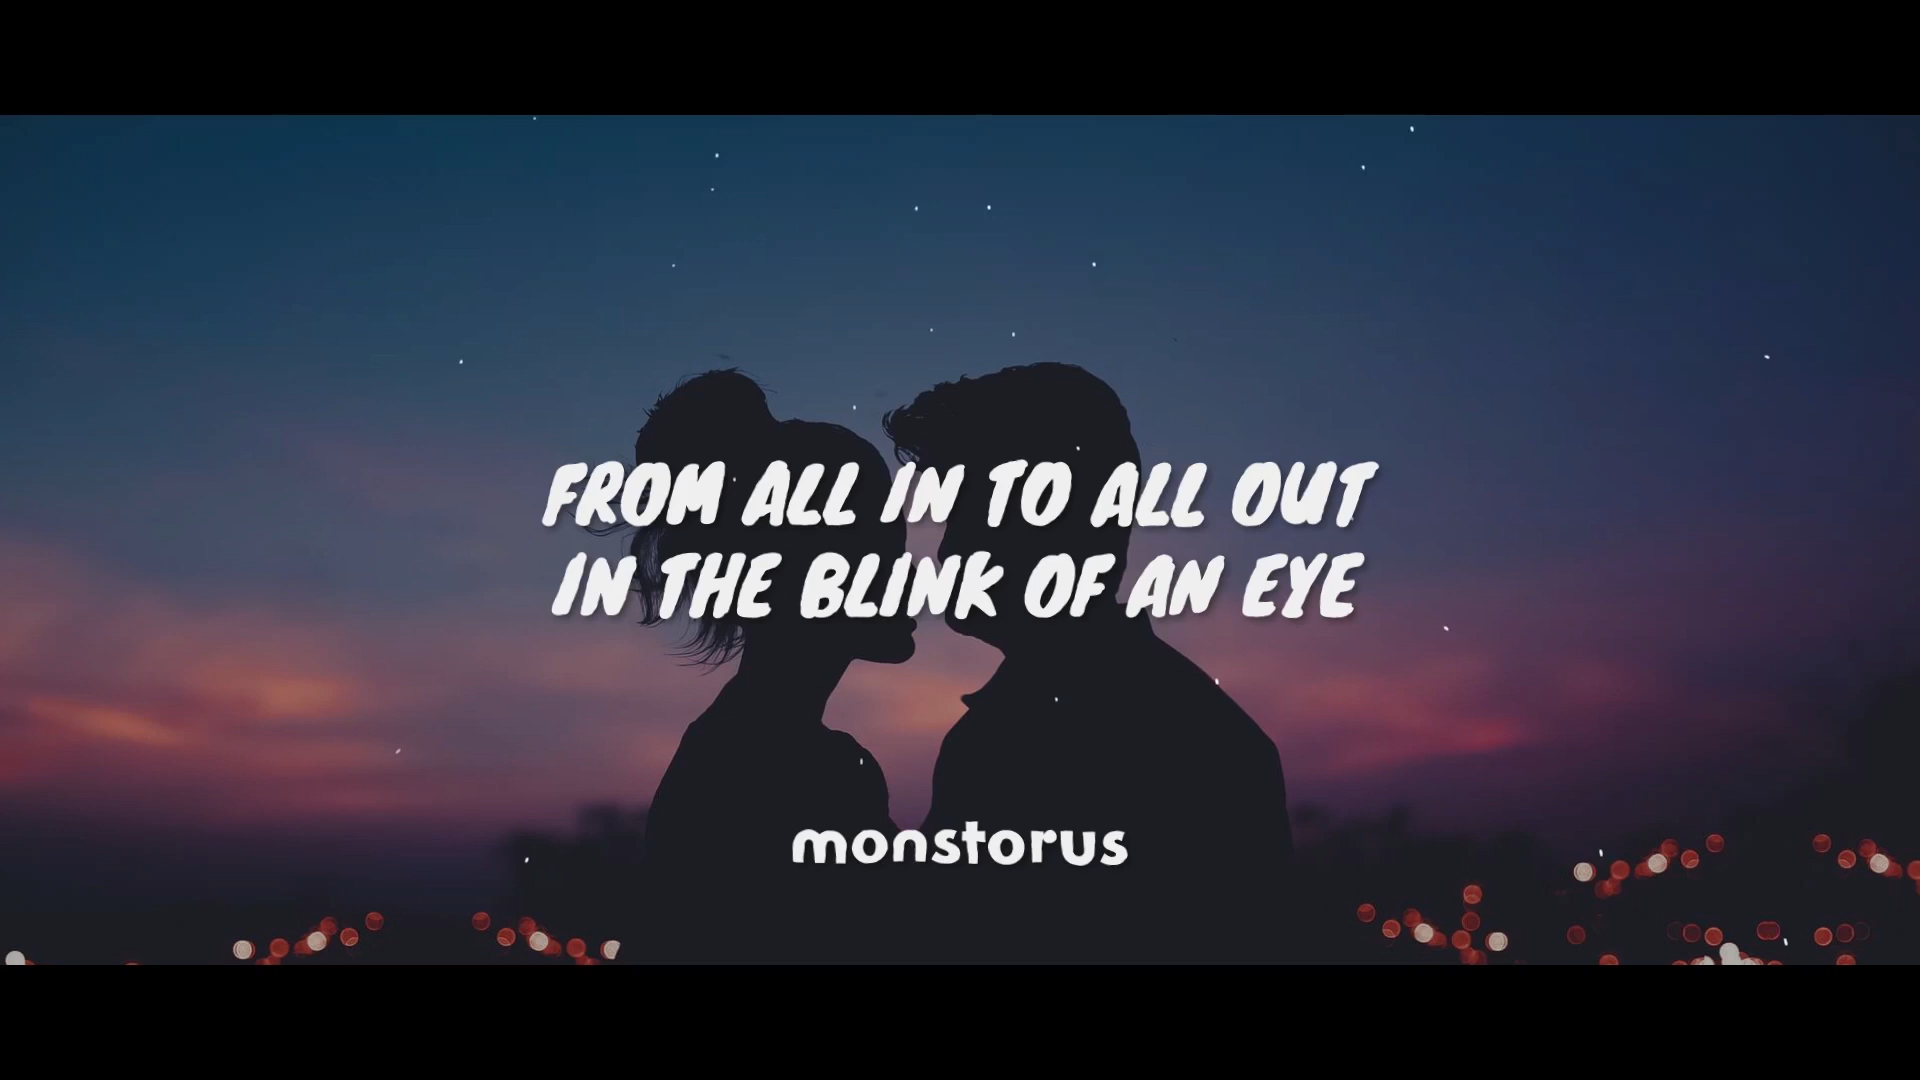 FROM ALL IN TO ALL OUT
IN THE BLINK OF AN EYE
monstorus